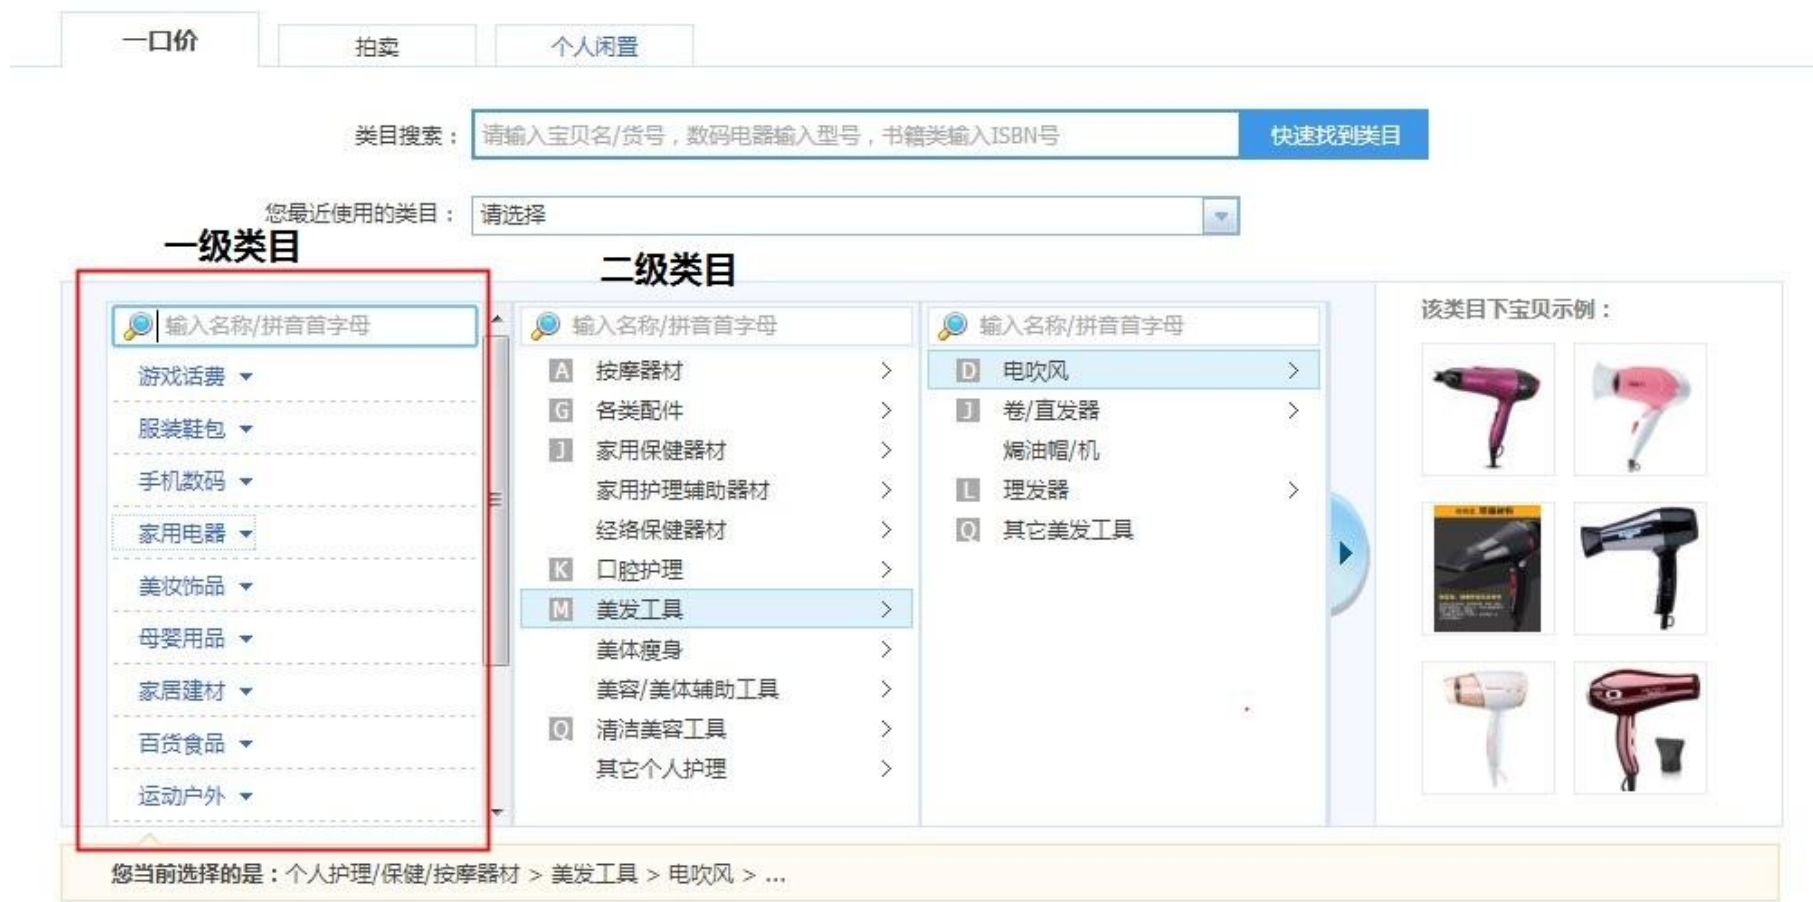 一口价
拍卖
个人闲置
类目搜索：
请输入宝贝名/货号，数码电器输入型号，书籍类输入ISBN号
快速找到类目
您最近使用的类目：
请选择
一级类目
二级类目
输入名称/拼音首字母
游戏话费
服装鞋包
手机数码
家用电器
美妆饰品
母婴用品
家居建材
百货食品
运动户外
输入名称/拼音首字母
A 按摩器材 >
G 各类配件 >
J 家用保健器材 >
家用护理辅助器材 >
经络保健器材 >
K 口腔护理 >
M 美发工具 >
美体瘦身 >
美容/美体辅助工具 >
Q 清洁美容工具 >
其它个人护理 >
输入名称/拼音首字母
D 电吹风 >
J 卷/直发器 >
焗油帽/机
L 理发器 >
Q 其它美发工具
该类目下宝贝示例：
您当前选择的是：个人护理/保健/按摩器材 > 美发工具 > 电吹风 > ...